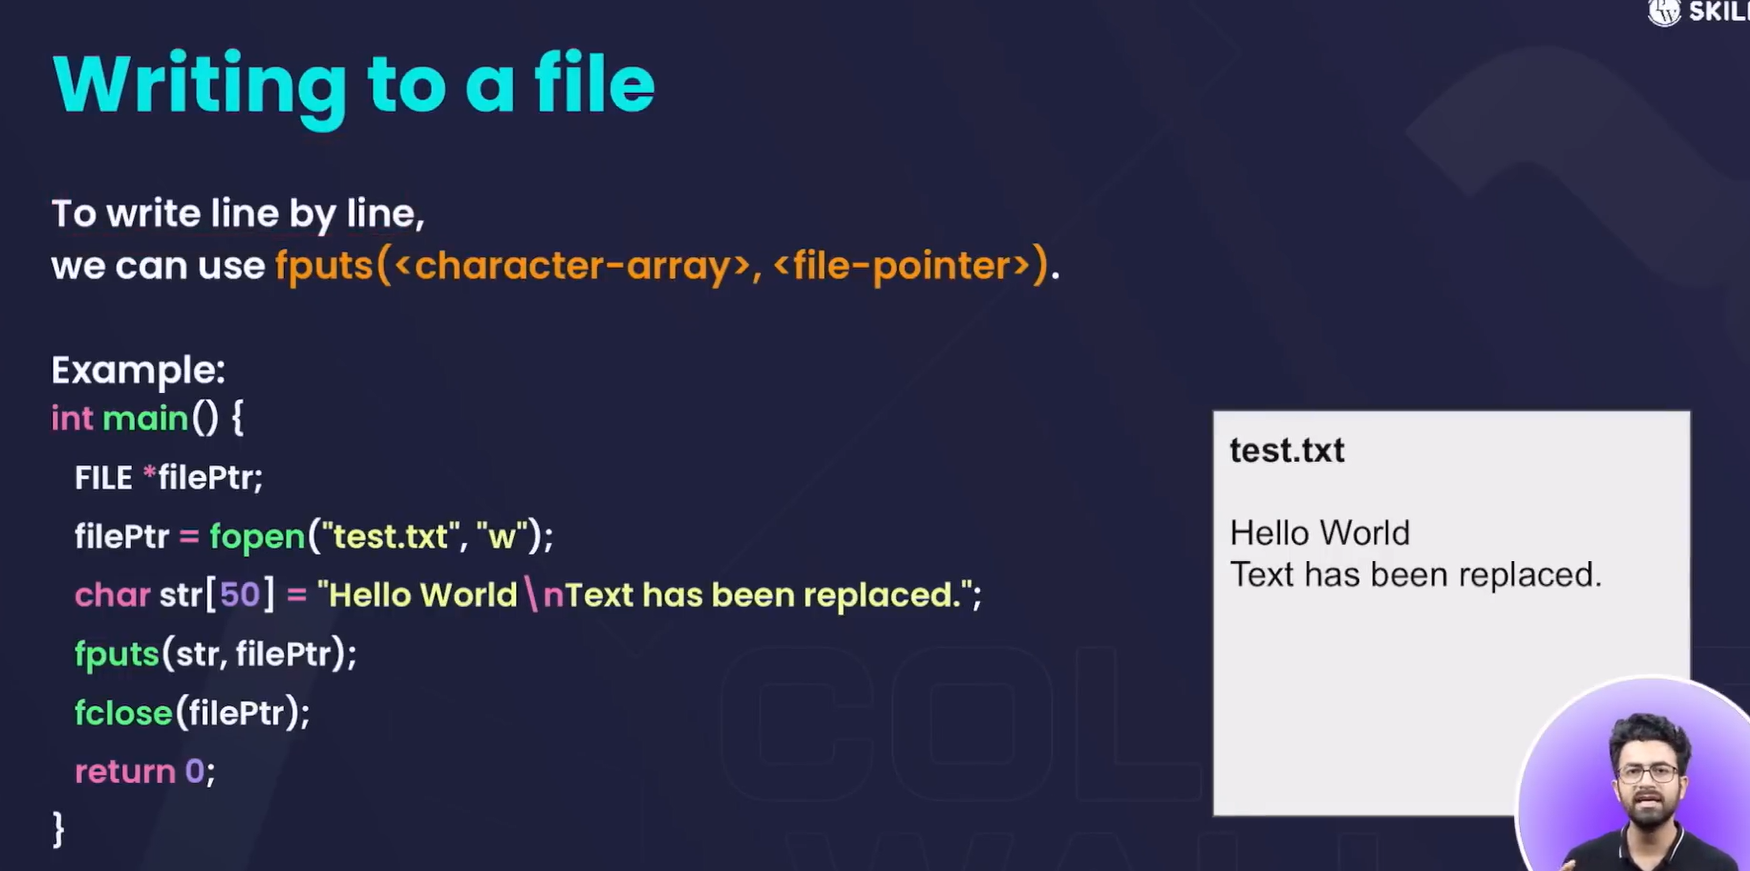 SKIL
Writing to a file
To write line by line,
we can use fputs(<character-array>, <file-pointer>).
Example:
int main() {
FILE *filePtr;
filePtr = fopen("test.txt", "w");
char str[50] = "Hello World\nText has been replaced.";
fputs(str, filePtr);
fclose(filePtr);
return 0;
}
test.txt
Hello World
Text has been replaced.